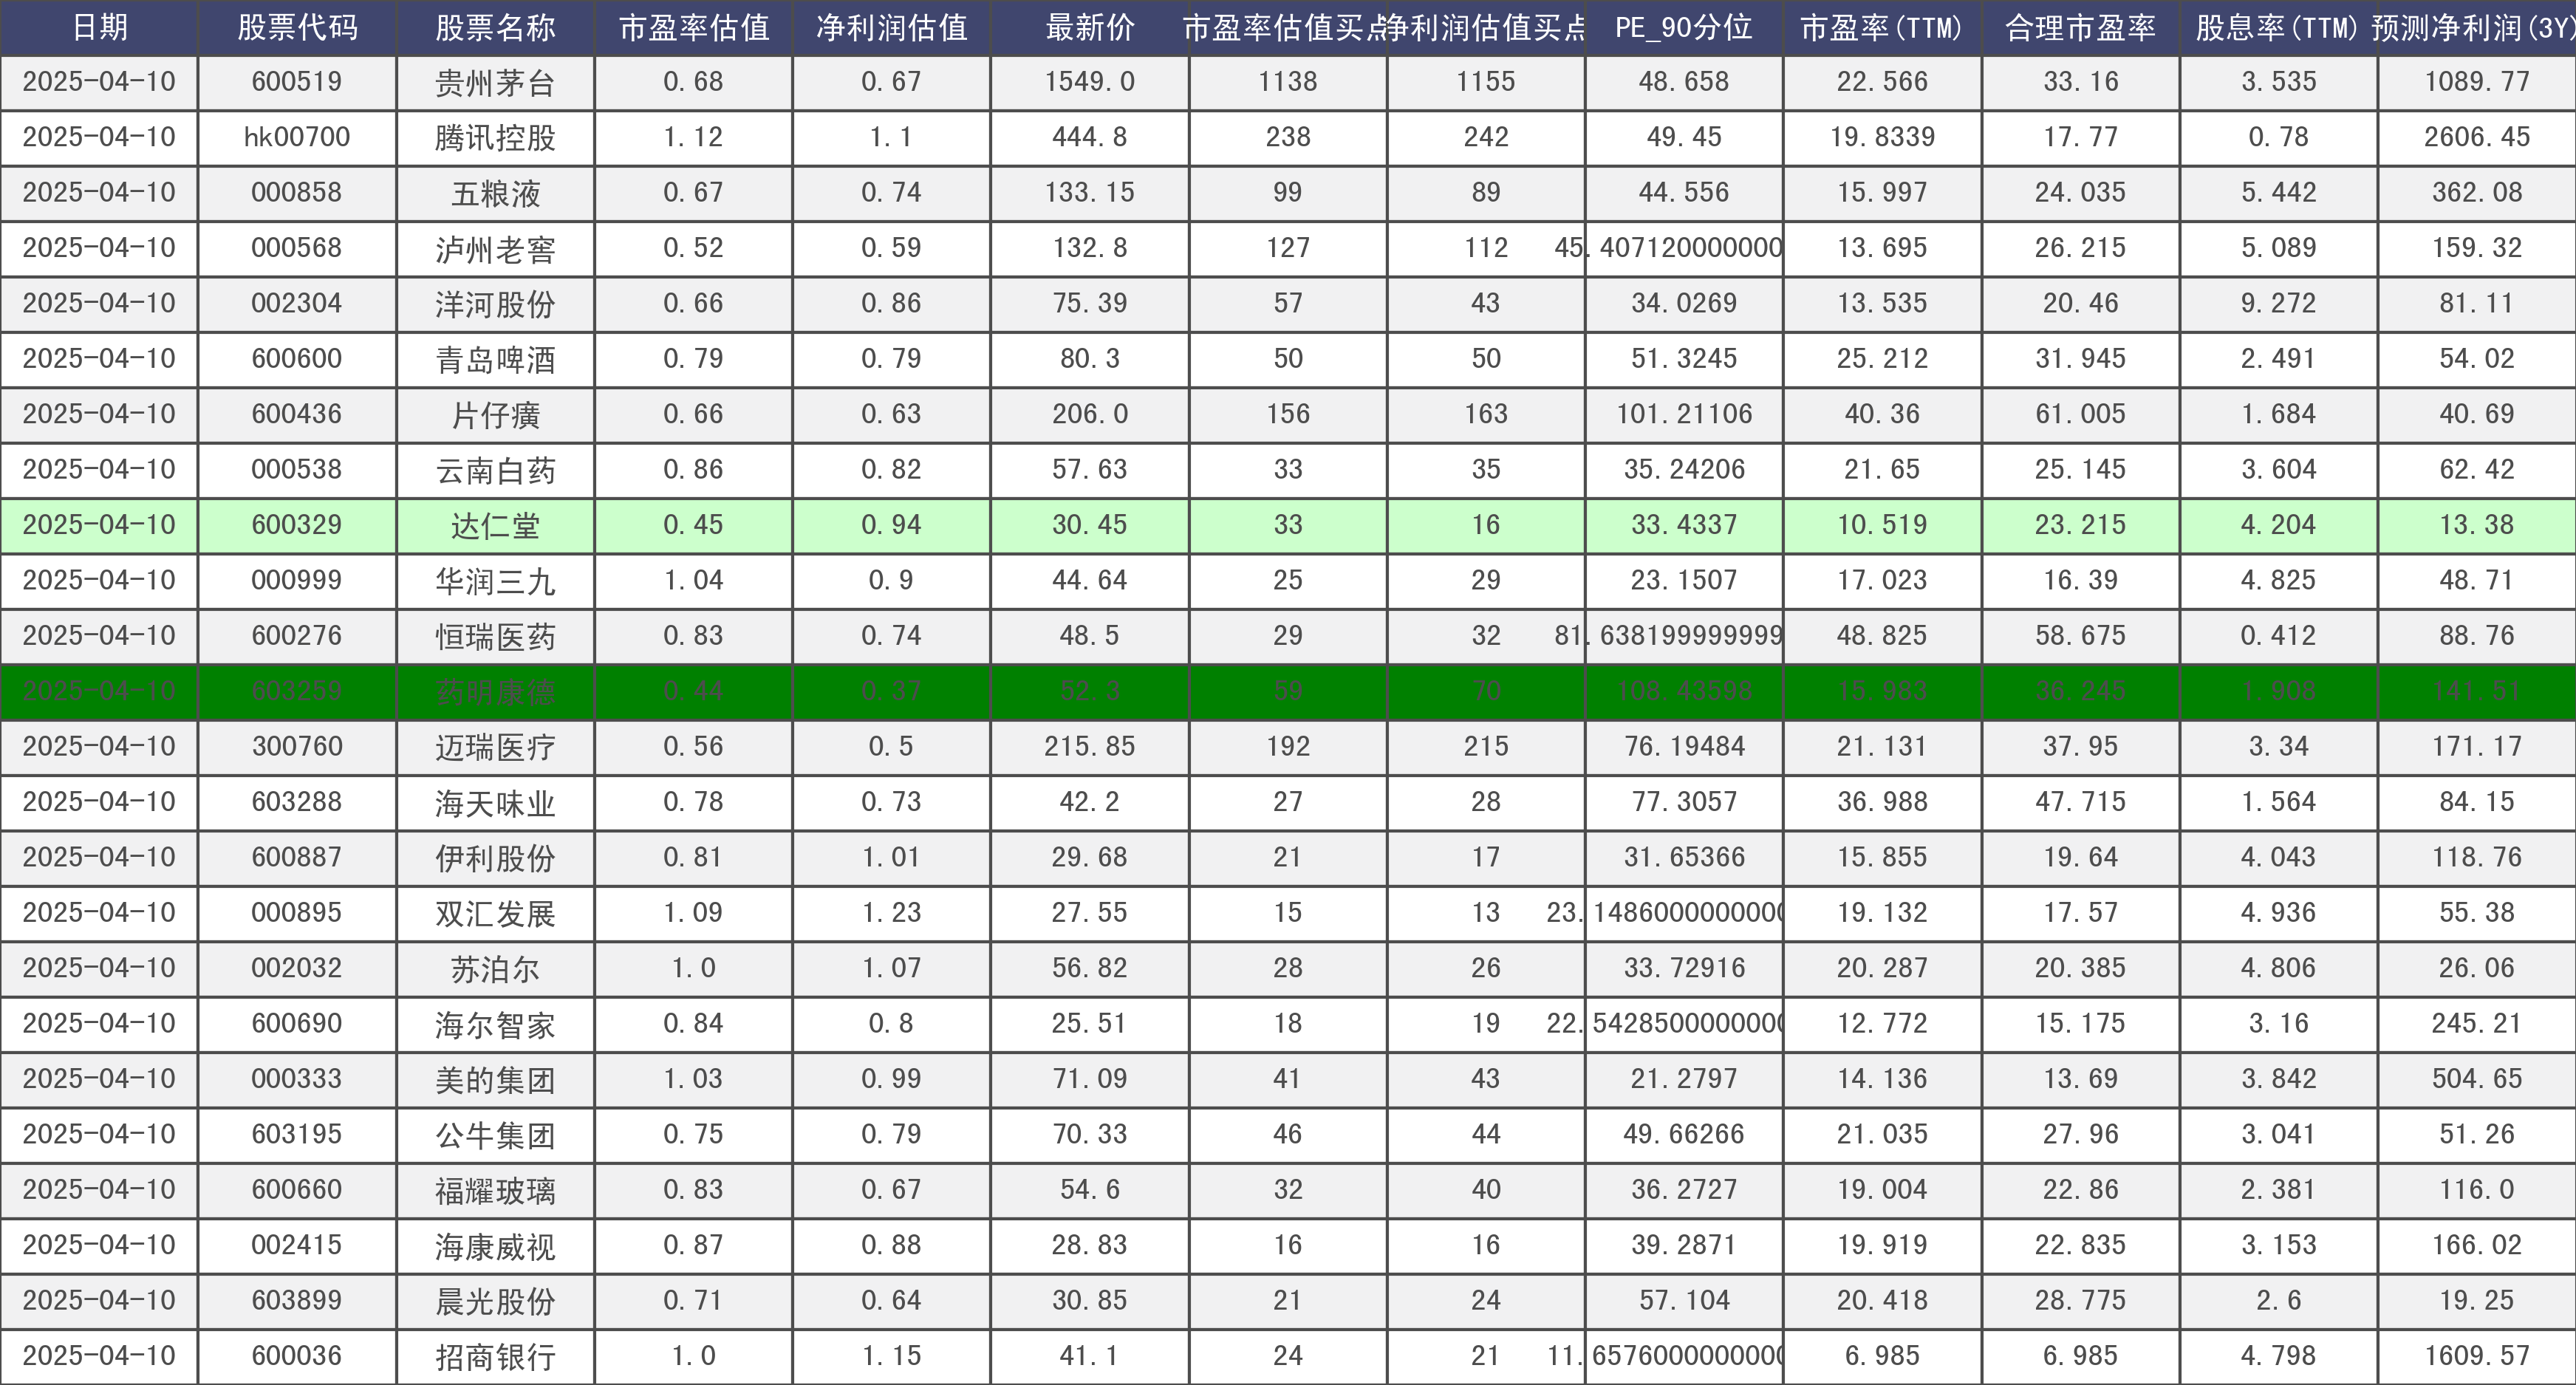 日期 股票代码 股票名称 市盈率估值 净利润估值 最新价 市盈率估值买点 净利润估值买点 PE_90分位 市盈率(TTM) 合理市盈率 股息率(TTM) 预测净利润(3Y)
2025-04-10 600519 贵州茅台 0.68 0.67 1549.0 1138 1155 48.658 22.566 33.16 3.535 1089.77
2025-04-10 hk00700 腾讯控股 1.12 1.1 444.8 238 242 49.45 19.8339 17.77 0.78 2606.45
2025-04-10 000858 五粮液 0.67 0.74 133.15 99 89 44.556 15.997 24.035 5.442 362.08
2025-04-10 000568 泸州老窖 0.52 0.59 132.8 127 112 45.407120000000 13.695 26.215 5.089 159.32
2025-04-10 002304 洋河股份 0.66 0.86 75.39 57 43 34.0269 13.535 20.46 9.272 81.11
2025-04-10 600600 青岛啤酒 0.79 0.79 80.3 50 50 51.3245 25.212 31.945 2.491 54.02
2025-04-10 600436 片仔癀 0.66 0.63 206.0 156 163 101.21106 40.36 61.005 1.684 40.69
2025-04-10 000538 云南白药 0.86 0.82 57.63 33 35 35.24206 21.65 25.145 3.604 62.42
2025-04-10 600329 达仁堂 0.45 0.94 30.45 33 16 33.4337 10.519 23.215 4.204 13.38
2025-04-10 000999 华润三九 1.04 0.9 44.64 25 29 23.1507 17.023 16.39 4.825 48.71
2025-04-10 600276 恒瑞医药 0.83 0.74 48.5 29 32 81.638199999999 48.825 58.675 0.412 88.76
2025-04-10 603259 药明康德 0.44 0.37 52.3 59 70 108.43598 15.983 36.245 1.908 141.51
2025-04-10 300760 迈瑞医疗 0.56 0.5 215.85 192 215 76.19484 21.131 37.95 3.34 171.17
2025-04-10 603288 海天味业 0.78 0.73 42.2 27 28 77.3057 36.988 47.715 1.564 84.15
2025-04-10 600887 伊利股份 0.81 1.01 29.68 21 17 31.65366 15.855 19.64 4.043 118.76
2025-04-10 000895 双汇发展 1.09 1.23 27.55 15 13 23.1486000000000 19.132 17.57 4.936 55.38
2025-04-10 002032 苏泊尔 1.0 1.07 56.82 28 26 33.72916 20.287 20.385 4.806 26.06
2025-04-10 600690 海尔智家 0.84 0.8 25.51 18 19 22.5428500000000 12.772 15.175 3.16 245.21
2025-04-10 000333 美的集团 1.03 0.99 71.09 41 43 21.2797 14.136 13.69 3.842 504.65
2025-04-10 603195 公牛集团 0.75 0.79 70.33 46 44 49.66266 21.035 27.96 3.041 51.26
2025-04-10 600660 福耀玻璃 0.83 0.67 54.6 32 40 36.2727 19.004 22.86 2.381 116.0
2025-04-10 002415 海康威视 0.87 0.88 28.83 16 16 39.2871 19.919 22.835 3.153 166.02
2025-04-10 603899 晨光股份 0.71 0.64 30.85 21 24 57.104 20.418 28.775 2.6 19.25
2025-04-10 600036 招商银行 1.0 1.15 41.1 24 21 11.6576000000000 6.985 6.985 4.798 1609.57